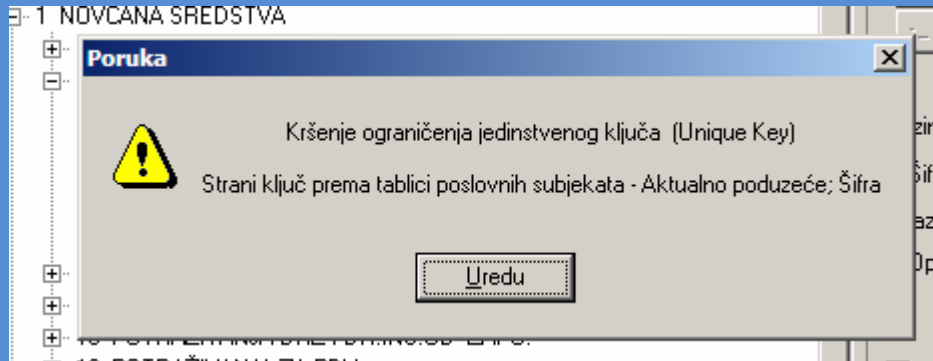 1 NOVČANA SREDSTVA
Poruka
Kršenje ograničenja jedinstvenog ključa (Unique Key)
Strani ključ prema tablici poslovnih subjekata - Aktualno poduzeće; Šifra
Uredu